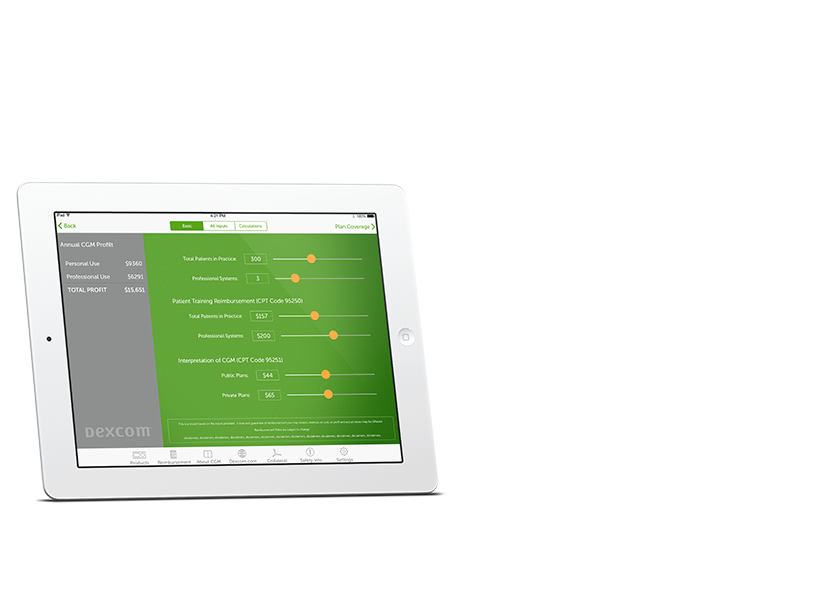 iPad
4:21 PM
100%
Back
Basic
All Inputs
Calculations
Plan Coverage
Annual CGM Profit
Personal Use $9360
Professional Use $6291
TOTAL PROFIT $15,651
Total Patients in Practice: 300
Professional Systems: 3
Patient Training Reimbursement (CPT Code 95250)
Total Patients in Practice: $157
Professional Systems: $200
Interpretation of CGM (CPT Code 95251)
Public Plans: $44
Private Plans: $65
Dexcom
Products
Reimbursement
About CGM
Dexcom.com
Collateral
Safety Info
Settings